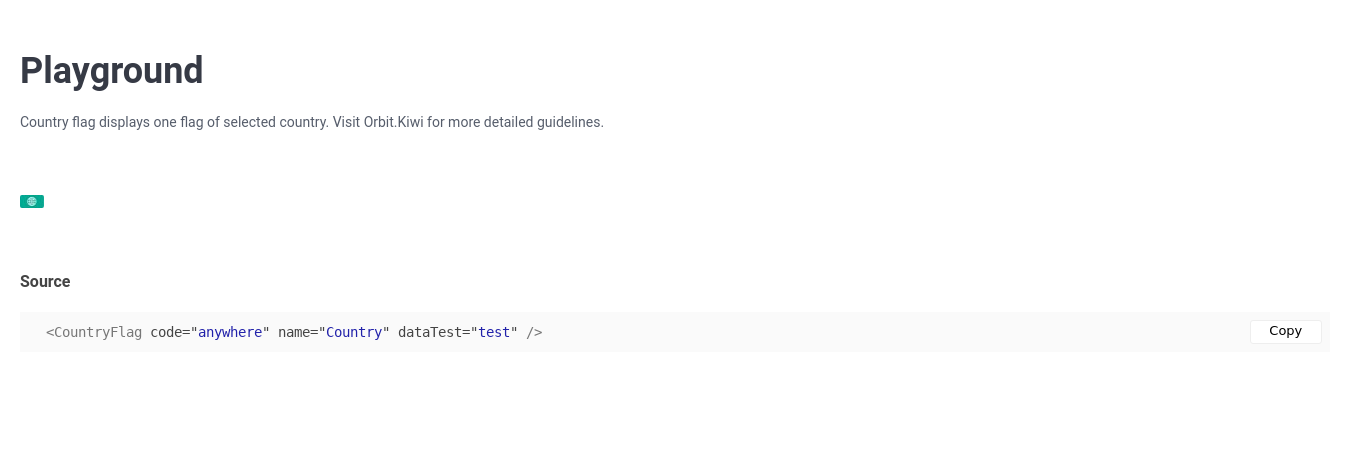 Playground
Country flag displays one flag of selected country. Visit Orbit.Kiwi for more detailed guidelines.
Source
<CountryFlag code="anywhere" name="Country" dataTest="test" />
Copy